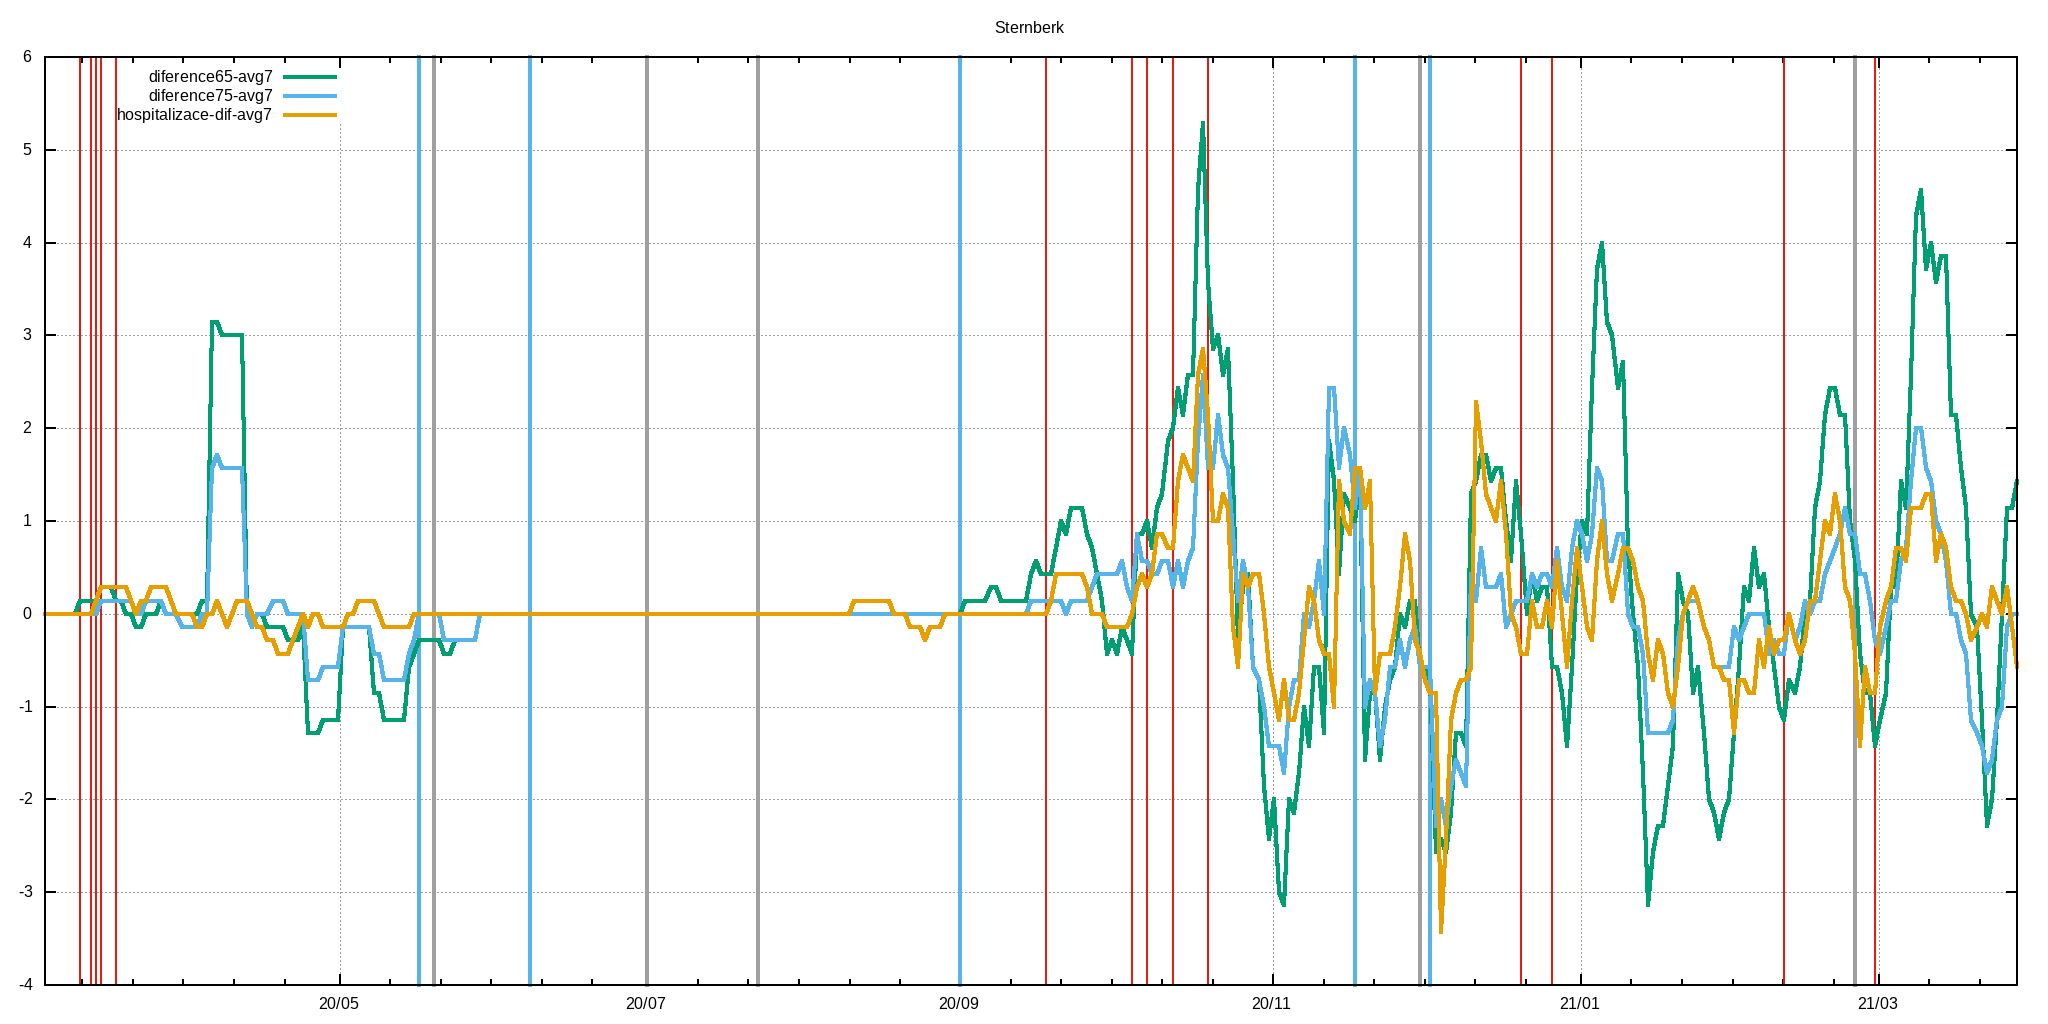 Sternberk
6
diference65-avg7
diference75-avg7
hospitalizace-dif-avg7
5
4
3
2
1
0
-1
-2
-3
-4
20/05 20/07 20/09 20/11 21/01 21/03